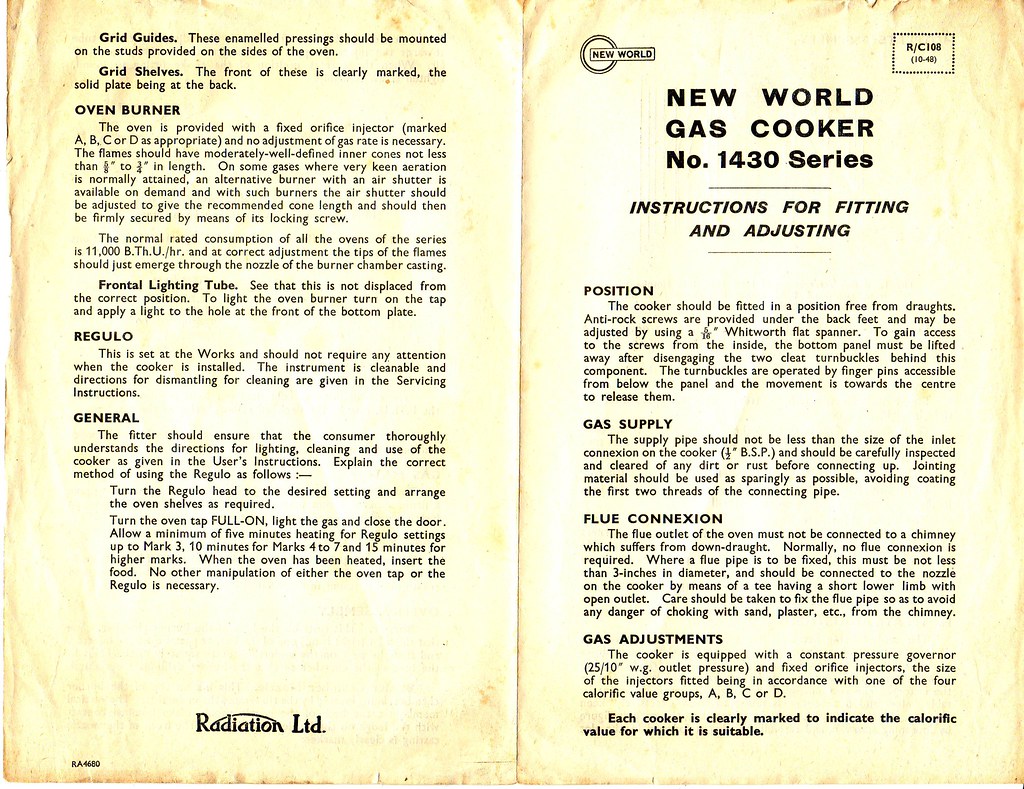 Grid Guides. These enamelled pressings should be mounted
on the studs provided on the sides of the oven.
Grid Shelves. The front of these is clearly marked, the
solid plate being at the back.
OVEN BURNER
The oven is provided with a fixed orifice injector (marked
A, B, C or D as appropriate) and no adjustment of gas rate is necessary.
The flames should have moderately-well-defined inner cones not less
than ⅝″ to ¾″ in length. On some gases where very keen aeration
is normally attained, an alternative burner with an air shutter is
available on demand and with such burners the air shutter should
be adjusted to give the recommended cone length and should then
be firmly secured by means of its locking screw.
The normal rated consumption of all the ovens of the series
is 11,000 B.Th.U./hr. and at correct adjustment the tips of the flames
should just emerge through the nozzle of the burner chamber casting.
Frontal Lighting Tube. See that this is not displaced from
the correct position. To light the oven burner turn on the tap
and apply a light to the hole at the front of the bottom plate.
REGULO
This is set at the Works and should not require any attention
when the cooker is installed. The instrument is cleanable and
directions for dismantling for cleaning are given in the Servicing
Instructions.
GENERAL
The fitter should ensure that the consumer thoroughly
understands the directions for lighting, cleaning and use of the
cooker as given in the User's Instructions. Explain the correct
method of using the Regulo as follows :—
Turn the Regulo head to the desired setting and arrange
the oven shelves as required.
Turn the oven tap FULL-ON, light the gas and close the door.
Allow a minimum of five minutes heating for Regulo settings
up to Mark 3, 10 minutes for Marks 4 to 7 and 15 minutes for
higher marks. When the oven has been heated, insert the
food. No other manipulation of either the oven tap or the
Regulo is necessary.
Radiation Ltd.
RA4680
NEW WORLD
R/C108
(10-48)
NEW WORLD
GAS COOKER
No. 1430 Series
INSTRUCTIONS FOR FITTING
AND ADJUSTING
POSITION
The cooker should be fitted in a position free from draughts.
Anti-rock screws are provided under the back feet and may be
adjusted by using a 5/16″ Whitworth flat spanner. To gain access
to the screws from the inside, the bottom panel must be lifted
away after disengaging the two cleat turnbuckles behind this
component. The turnbuckles are operated by finger pins accessible
from below the panel and the movement is towards the centre
to release them.
GAS SUPPLY
The supply pipe should not be less than the size of the inlet
connexion on the cooker (½″ B.S.P.) and should be carefully inspected
and cleared of any dirt or rust before connecting up. Jointing
material should be used as sparingly as possible, avoiding coating
the first two threads of the connecting pipe.
FLUE CONNEXION
The flue outlet of the oven must not be connected to a chimney
which suffers from down-draught. Normally, no flue connexion is
required. Where a flue pipe is to be fixed, this must be not less
than 3-inches in diameter, and should be connected to the nozzle
on the cooker by means of a tee having a short lower limb with
open outlet. Care should be taken to fix the flue pipe so as to avoid
any danger of choking with sand, plaster, etc., from the chimney.
GAS ADJUSTMENTS
The cooker is equipped with a constant pressure governor
(25/10″ w.g. outlet pressure) and fixed orifice injectors, the size
of the injectors fitted being in accordance with one of the four
calorific value groups, A, B, C or D.
Each cooker is clearly marked to indicate the calorific
value for which it is suitable.